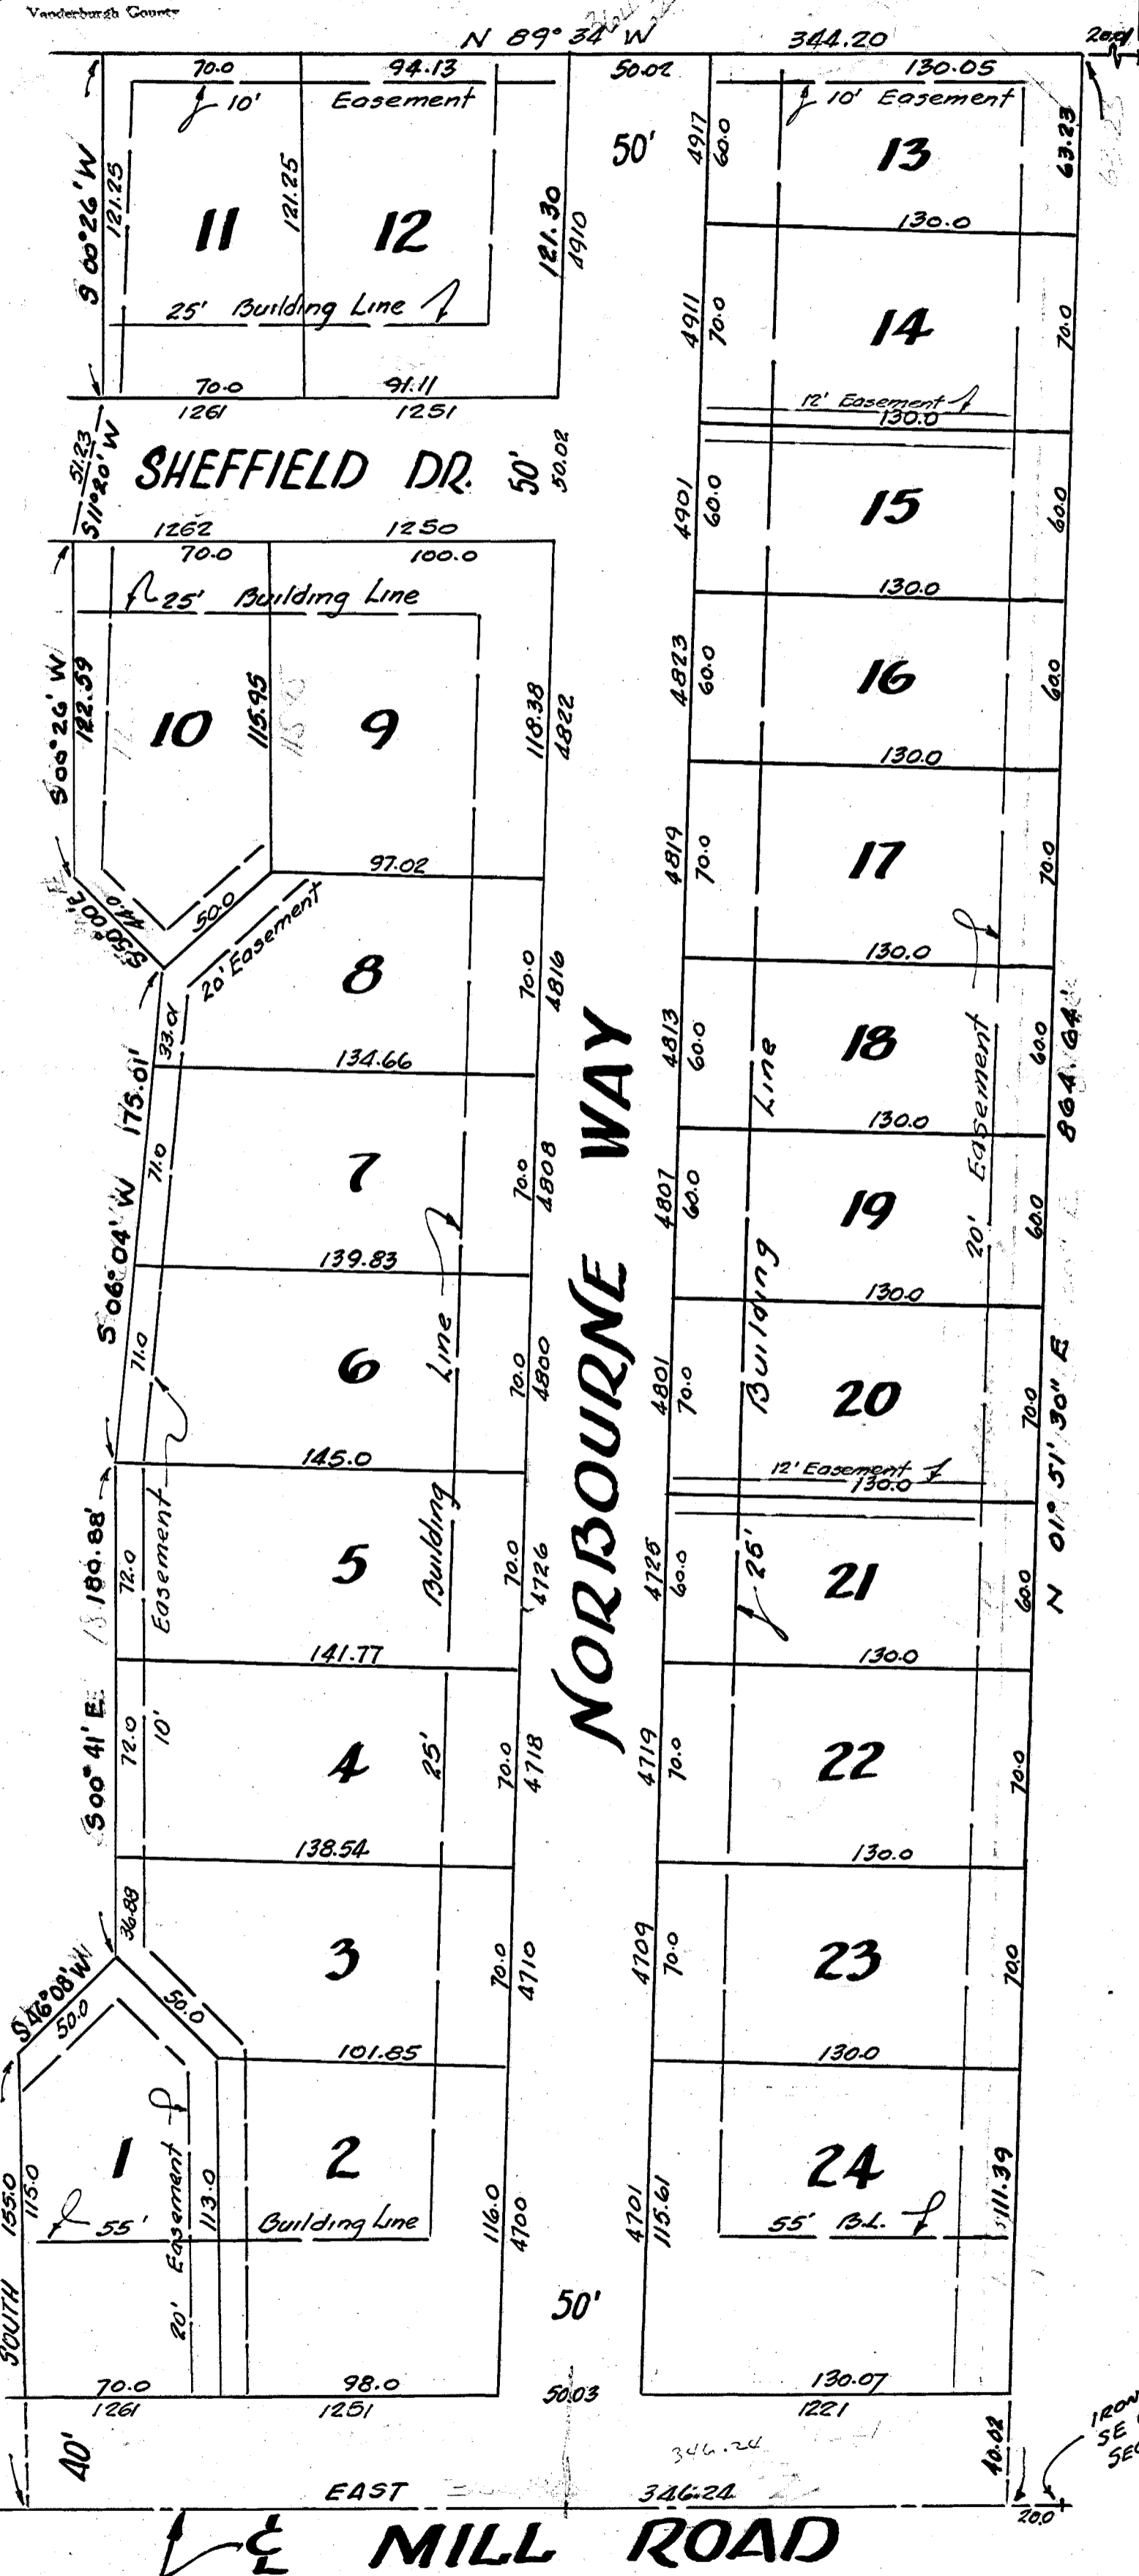 Vanderburgh County
N 89° 34' W 344.20 20.01
70.0 94.13 50.02 130.05
10' Easement 10' Easement
S 00°26' W 121.25 121.25 121.30 4910 50' 4917 60.0 63.23
11 12 13
130.0
25' Building Line
4911 70.0 14 70.0
70.0 91.11
1261 1251
12' Easement
130.0
S 11°20' W 51.23
SHEFFIELD DR. 50' 50.02
4901 60.0 15 60.0
1262 1250
70.0 100.0
25' Building Line
130.0
S 00°26' W 122.59 10 115.95 9 118.38 4822
4823 60.0 16 60.0
130.0
97.02
4819 70.0 17 70.0
S 50°00' E 44.0 50.0
20' Easement
8 70.0 4816
130.0
33.01
134.66
4813 60.0 18 60.0
S 06°04' W 175.01'
130.0
71.0 7 70.0 4808
4807 60.0 19 60.0
139.83
130.0
71.0 6 70.0 4800
4801 70.0 20 70.0
145.0
12' Easement
130.0
N 01° 51' 30" E 864.64'
20' Easement
Building Line 25'
NORBOURNE WAY
S 00° 41' E 180.88'
72.0 5 70.0 4726
4725 60.0 21 60.0
141.77
130.0
10' Easement
25' Building Line
72.0 4 70.0 4718
4719 70.0 22 70.0
138.54
130.0
36.88 3 70.0 4710
4709 70.0 23 70.0
S 46°08' W 50.0 50.0
101.85
130.0
SOUTH 155.0 115.0 1 20' Easement 113.0 2 116.0 4700
4701 115.61 24 111.39
55' Building Line
55' B.L.
50'
70.0 98.0 50.03 130.07
1261 1251 1221
40' 40.02
346.24
IRON
SE
SEC
EAST 346.24 20.0
℄ MILL ROAD